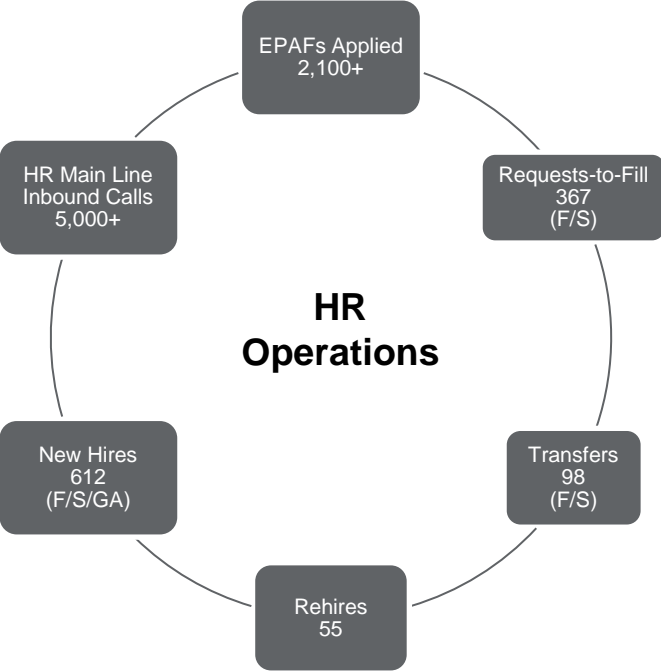 EPAFs Applied
2,100+
HR Main Line
Inbound Calls
5,000+
Requests-to-Fill
367
(F/S)
HR
Operations
New Hires
612
(F/S/GA)
Transfers
98
(F/S)
Rehires
55